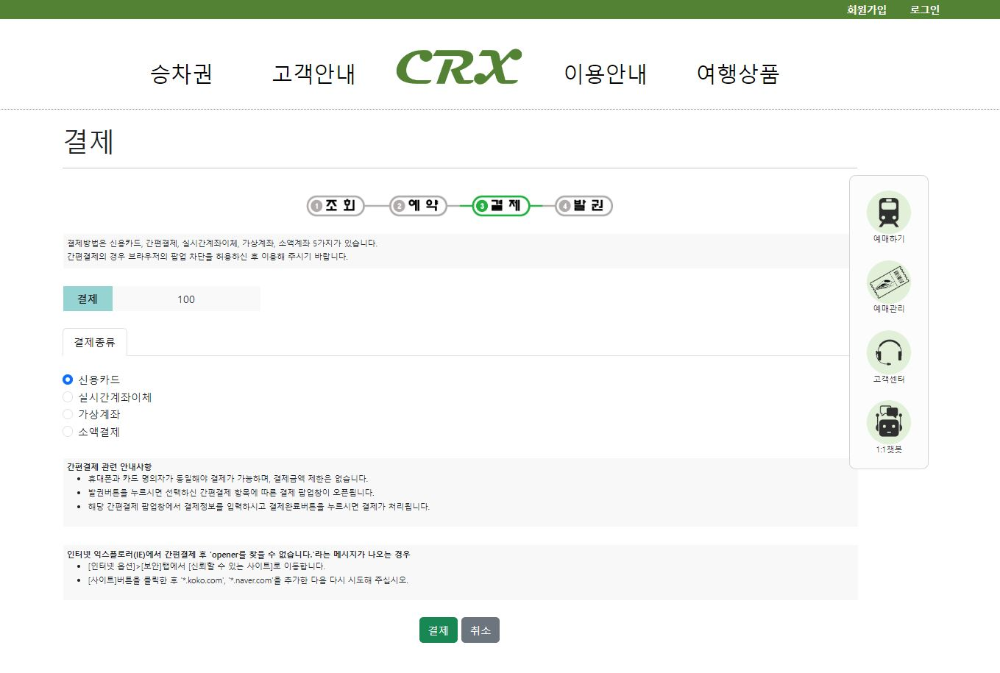 회원가입 로그인
승차권 고객안내 CRX 이용안내 여행상품
결제
1 조회 2 예약 3 결제 4 발권
결제방법은 신용카드, 간편결제, 실시간계좌이체, 가상계좌, 소액계좌 5가지가 있습니다.
간편결제의 경우 브라우저의 팝업 차단을 허용하신 후 이용해 주시기 바랍니다.
결제 100
결제종류
신용카드
실시간계좌이체
가상계좌
소액결제
간편결제 관련 안내사항
• 휴대폰과 카드 명의자가 동일해야 결제가 가능하며, 결제금액 제한은 없습니다.
• 발권버튼을 누르시면 선택하신 간편결제 항목에 따른 결제 팝업창이 오픈됩니다.
• 해당 간편결제 팝업창에서 결제정보를 입력하시고 결제완료버튼을 누르시면 결제가 처리됩니다.
인터넷 익스플로러(IE)에서 간편결제 후 'opener를 찾을 수 없습니다.'라는 메시지가 나오는 경우
• [인터넷 옵션]>[보안]탭에서 [신뢰할 수 있는 사이트]로 이동합니다.
• [사이트]버튼을 클릭한 후 '*.koko.com', '*.naver.com'을 추가한 다음 다시 시도해 주십시오.
결제 취소
예매하기
예매관리
고객센터
1:1챗봇